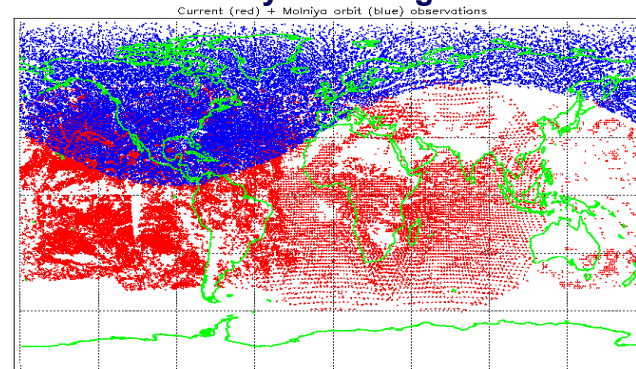 Current (red) + Molniya orbit (blue) observations